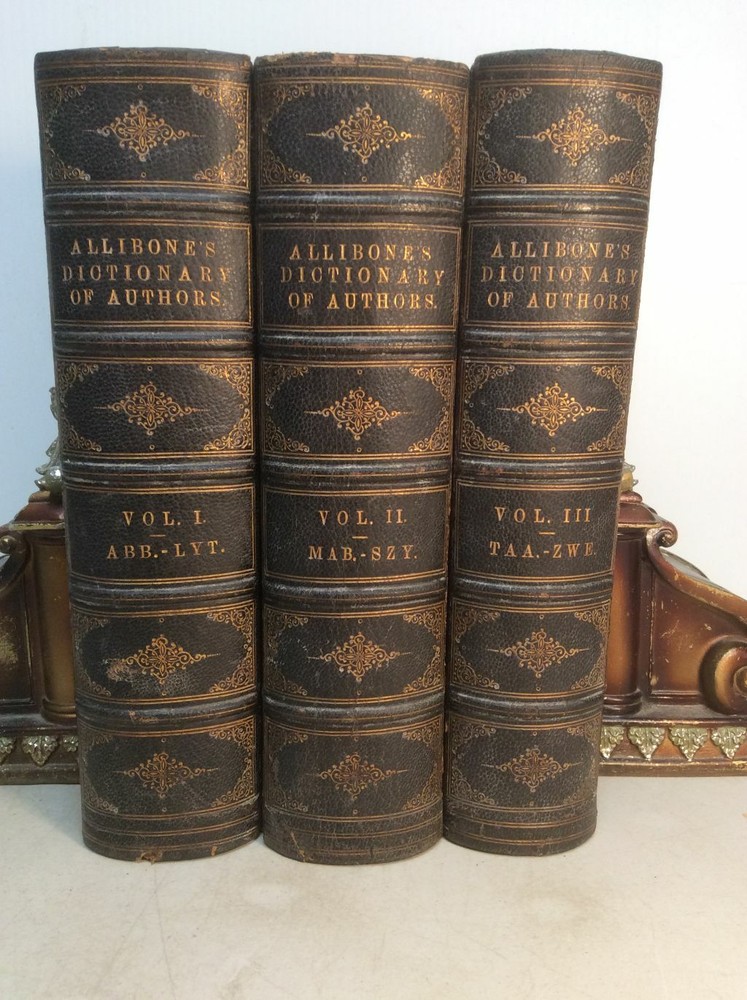 ALLIBONE'S
DICTIONARY
OF AUTHORS.
VOL. I.
ABB.-LYT.
ALLIBONE'S
DICTIONARY
OF AUTHORS.
VOL. II.
MAB.-SZY.
ALLIBONE'S
DICTIONARY
OF AUTHORS.
VOL. III
TAA.-ZWE.